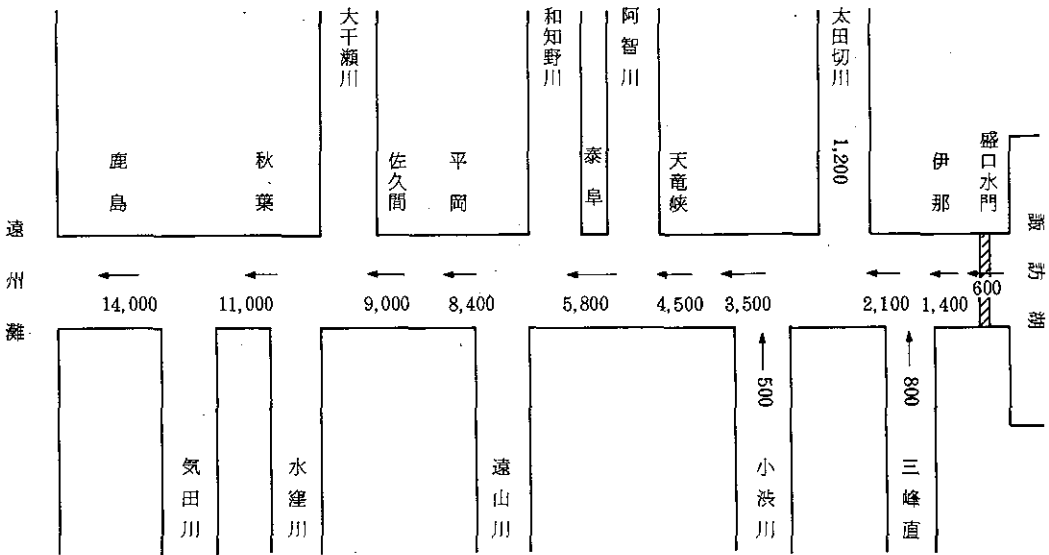 大千瀬川
和知野川
阿智川
太田切川
1,200
鹿島
秋葉
佐久間
平岡
泰阜
天竜峡
伊那
盛口水門
遠州灘
諏訪湖
14,000
11,000
9,000
8,400
5,800
4,500
3,500
2,100
1,400
600
500
800
気田川
水窪川
遠山川
小渋川
三峰直